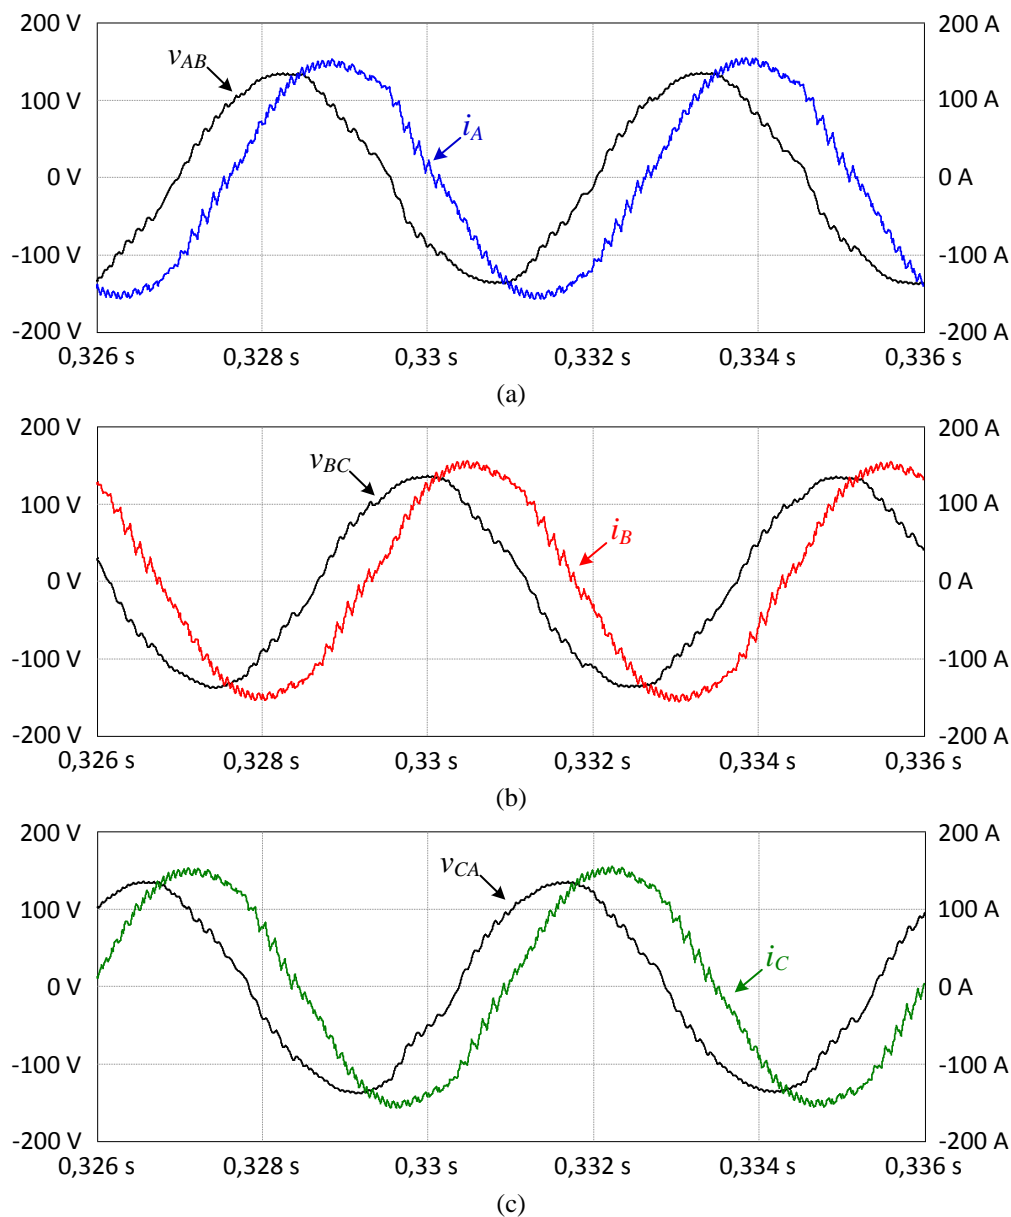 200 V 200 A
v_AB
100 V 100 A
i_A
0 V 0 A
-100 V -100 A
-200 V -200 A
0,326 s 0,328 s 0,33 s 0,332 s 0,334 s 0,336 s
(a)
200 V 200 A
v_BC
100 V 100 A
i_B
0 V 0 A
-100 V -100 A
-200 V -200 A
0,326 s 0,328 s 0,33 s 0,332 s 0,334 s 0,336 s
(b)
200 V 200 A
v_CA
100 V 100 A
i_C
0 V 0 A
-100 V -100 A
-200 V -200 A
0,326 s 0,328 s 0,33 s 0,332 s 0,334 s 0,336 s
(c)